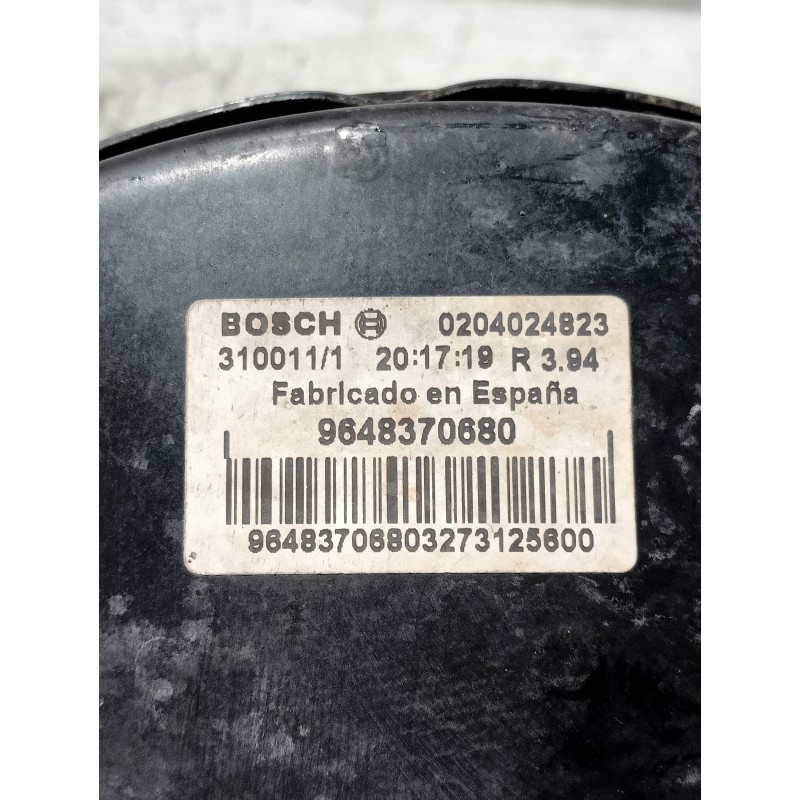 BOSCH 0204024823
310011/1 20:17:19 R 3.94
Fabricado en España
9648370680
96483706803273125600